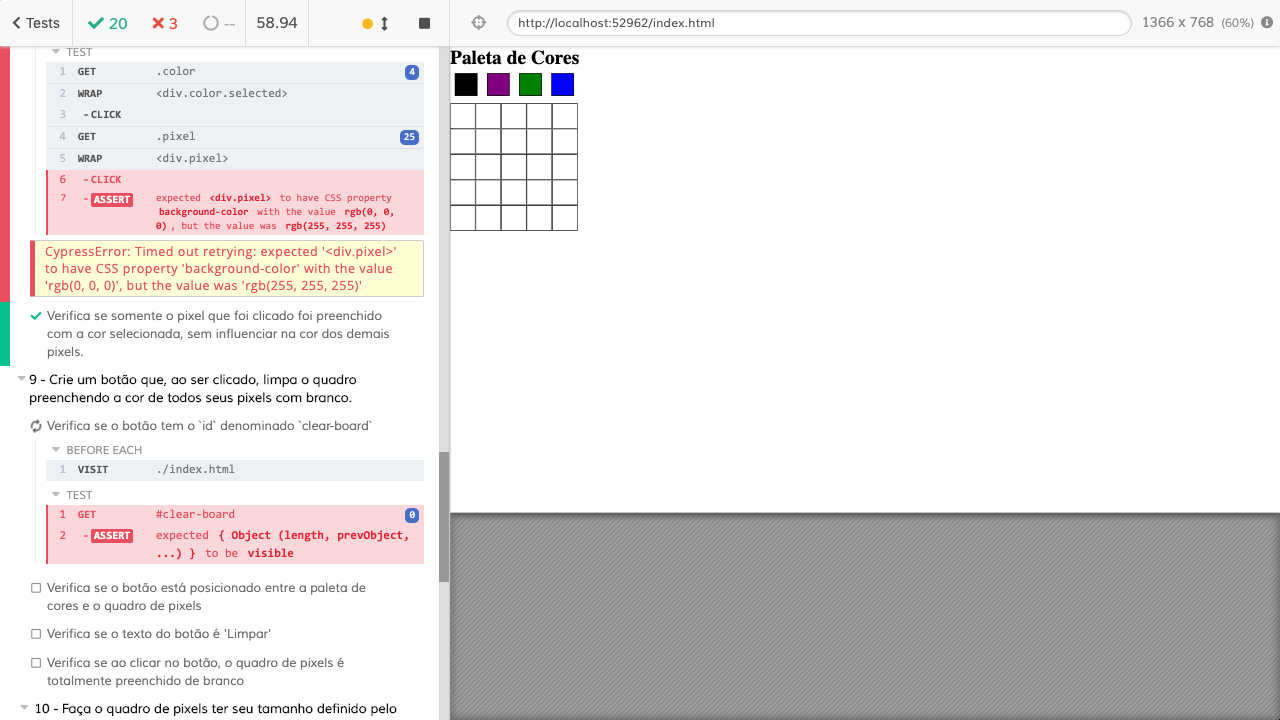 Tests 20 3 -- 58.94 http://localhost:52962/index.html 1366 x 768 (60%)
TEST
1 GET .color 4
2 WRAP <div.color.selected>
3 - CLICK
4 GET .pixel 25
5 WRAP <div.pixel>
6 - CLICK
7 - ASSERT expected <div.pixel> to have CSS property
background-color with the value rgb(0, 0,
0) , but the value was rgb(255, 255, 255)
CypressError: Timed out retrying: expected '<div.pixel>'
to have CSS property 'background-color' with the value
'rgb(0, 0, 0)', but the value was 'rgb(255, 255, 255)'
Verifica se somente o pixel que foi clicado foi preenchido
com a cor selecionada, sem influenciar na cor dos demais
pixels.
9 - Crie um botão que, ao ser clicado, limpa o quadro
preenchendo a cor de todos seus pixels com branco.
Verifica se o botão tem o `id` denominado `clear-board`
BEFORE EACH
1 VISIT ./index.html
TEST
1 GET #clear-board 0
2 - ASSERT expected { Object (length, prevObject,
...) } to be visible
Verifica se o botão está posicionado entre a paleta de
cores e o quadro de pixels
Verifica se o texto do botão é 'Limpar'
Verifica se ao clicar no botão, o quadro de pixels é
totalmente preenchido de branco
10 - Faça o quadro de pixels ter seu tamanho definido pelo
Paleta de Cores